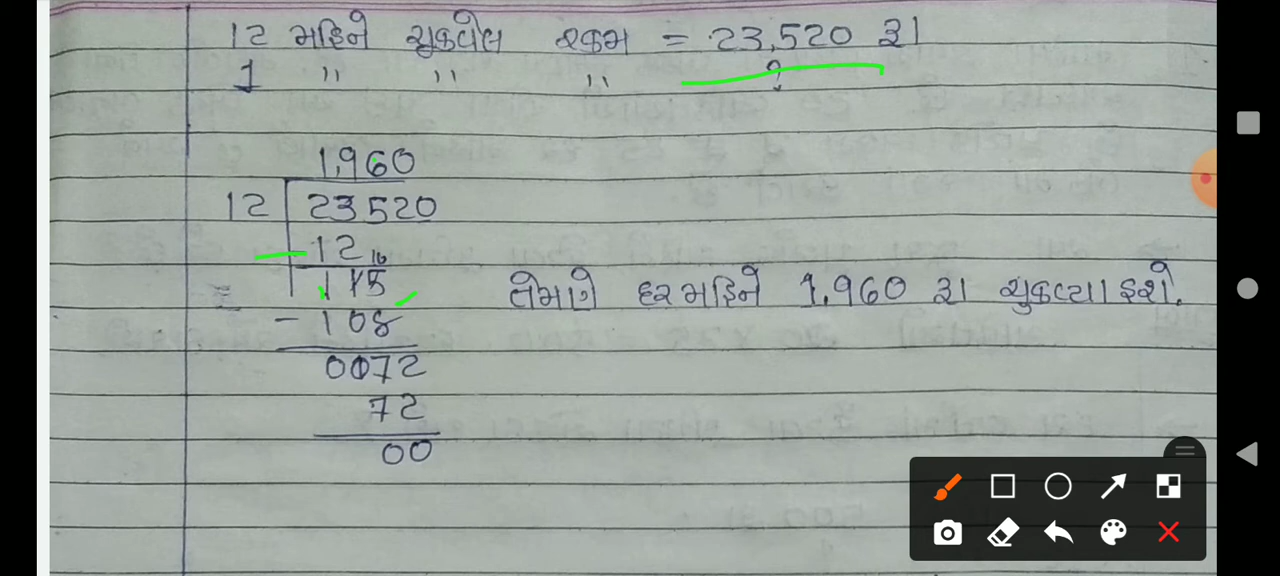 12 મહિને ચુકવેલ રકમ = 23,520 રૂા
1 " " " ?
1,960
12 23520
12
115
- 108
0072
72
00
તેમણે દર મહિને 1,960 રૂા ચુકવ્યા હશે.